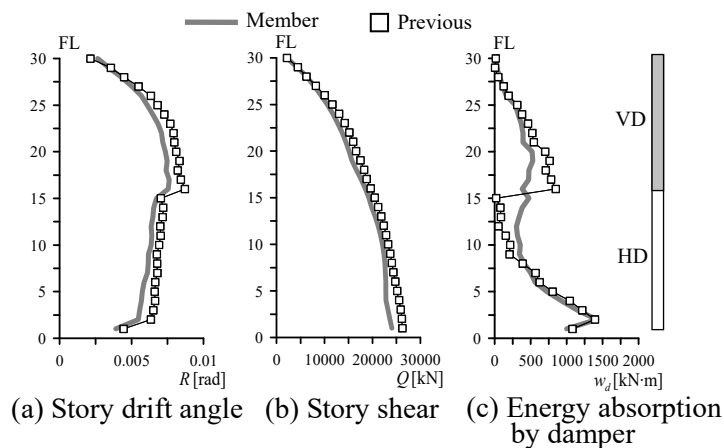 Member Previous
FL FL FL
30 30 30
25 25 25
20 20 20
15 15 15
10 10 10
5 5 5
0 0 0
0 0.005 0.01
R [rad]
0 10000 20000 30000
Q [kN]
0 500 1000 1500 2000
w_d [kN·m]
VD
HD
(a) Story drift angle (b) Story shear (c) Energy absorption
by damper